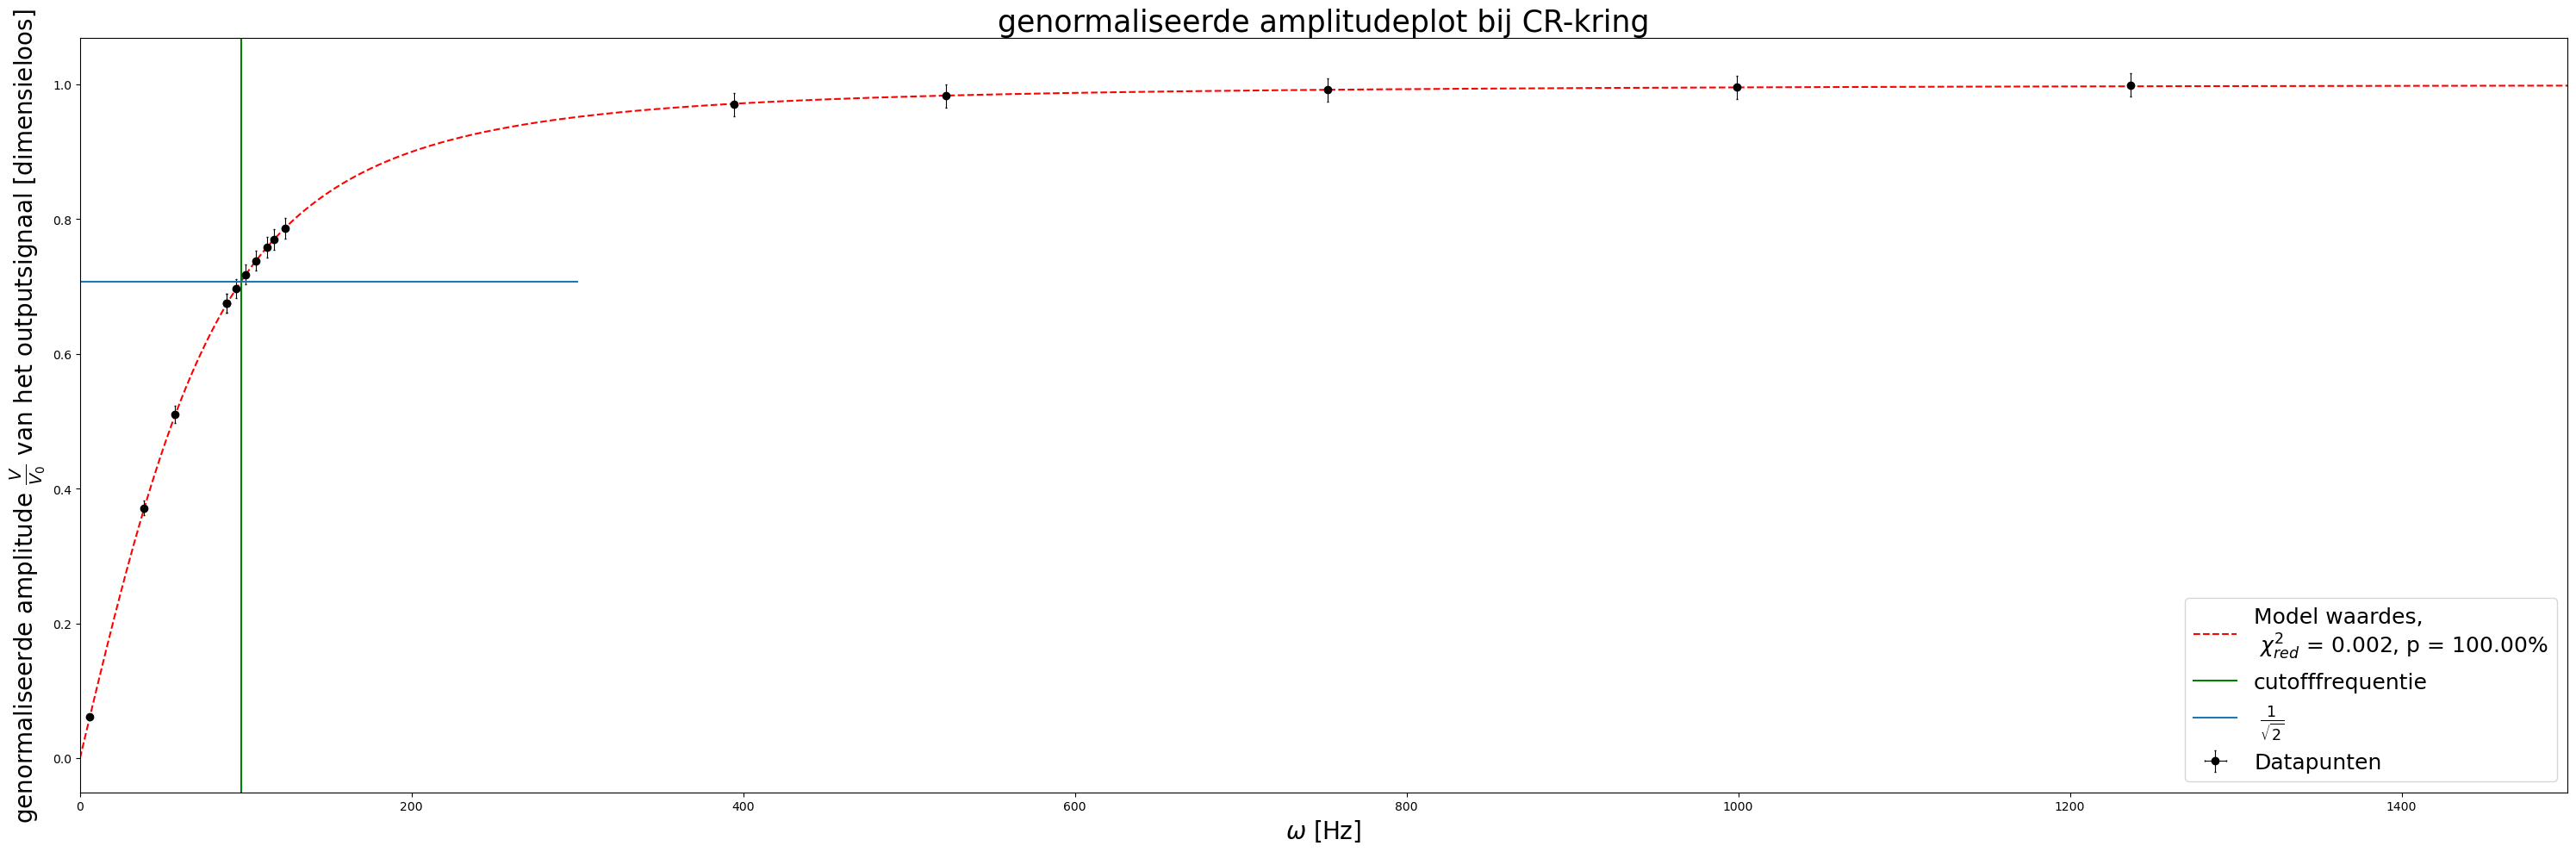 genormaliseerde amplitudeplot bij CR-kring
genormaliseerde amplitude V/V₀ van het outputsignaal [dimensieloos]
1.0
0.8
0.6
0.4
0.2
0.0
0 200 400 600 800 1000 1200 1400
ω [Hz]
Model waardes,
χ²_red = 0.002, p = 100.00%
cutofffrequentie
1/√2
Datapunten